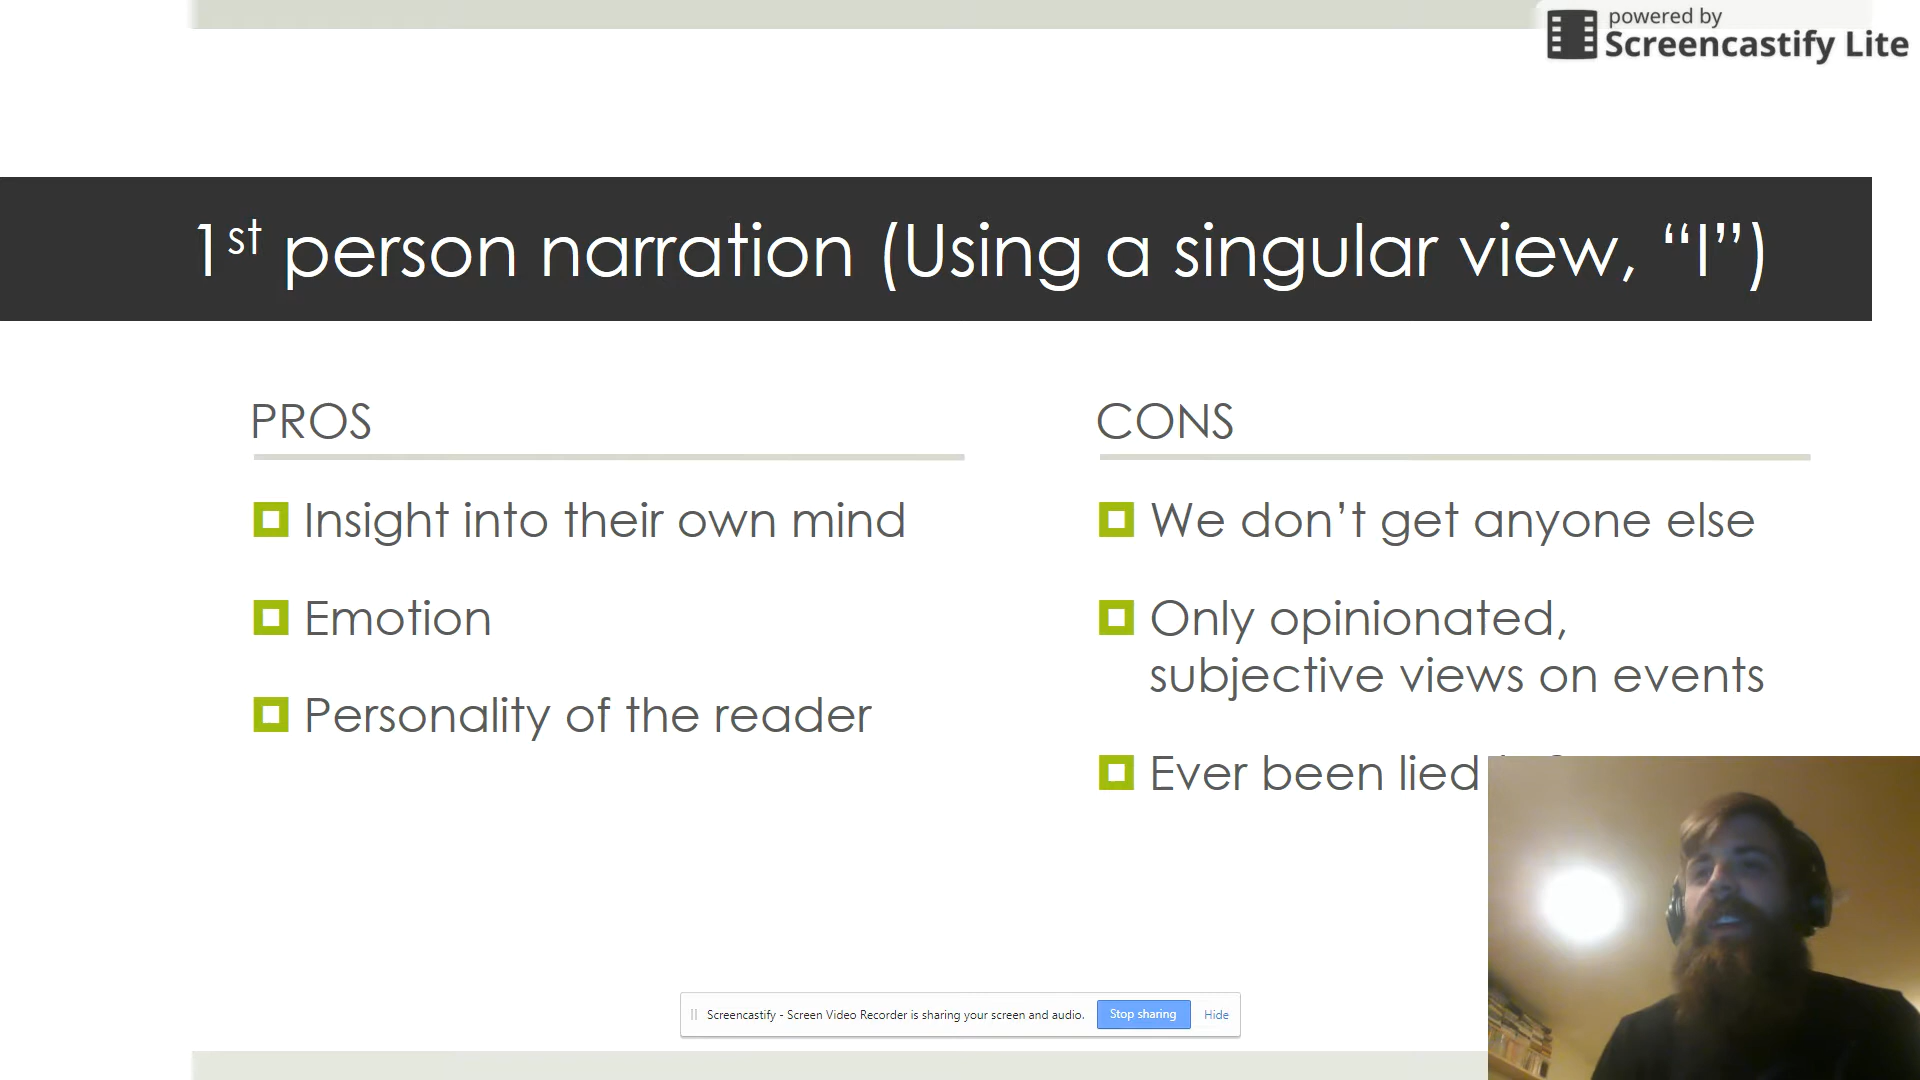 powered by
Screencastify Lite
1st person narration (Using a singular view, “I”)
PROS
Insight into their own mind
Emotion
Personality of the reader
CONS
We don’t get anyone else
Only opinionated,
subjective views on events
Ever been lied
Screencastify - Screen Video Recorder is sharing your screen and audio.
Stop sharing
Hide